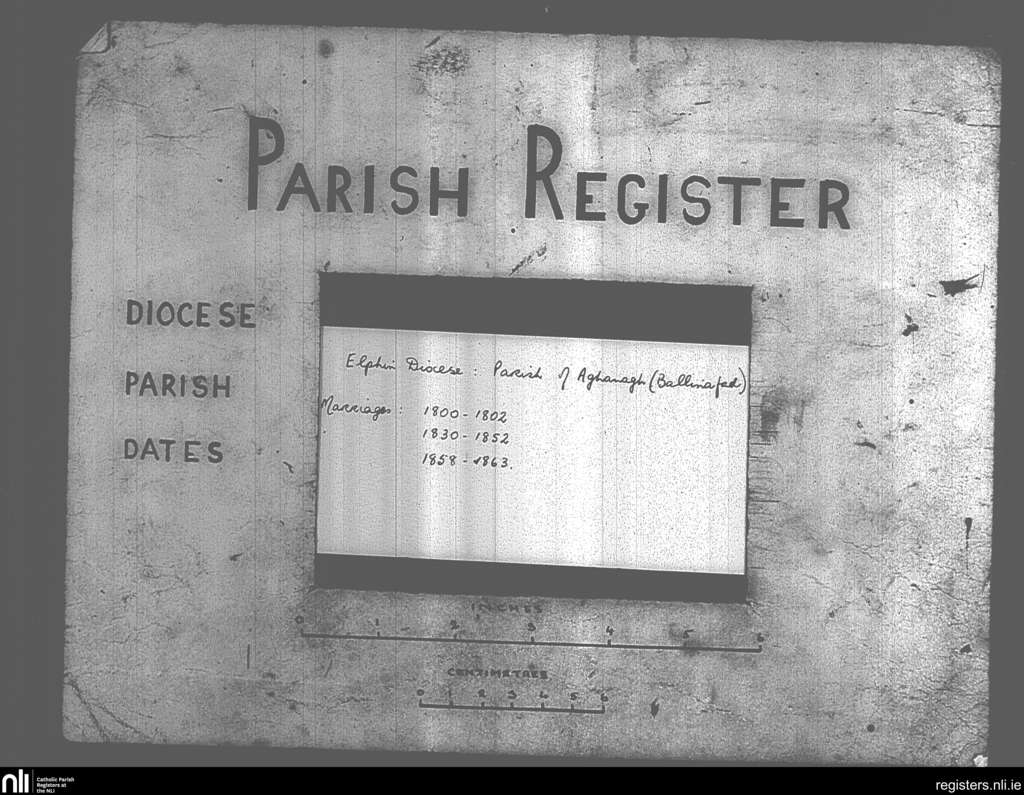 PARISH REGISTER
DIOCESE
PARISH
DATES
Elphin Diocese : Parish of Aghanagh (Ballinafad)
Marriages : 1800 - 1802
1830 - 1852
1858 - 1863.
INCHES
0 1 2 3 4 5 6
CENTIMETRES
0 1 2 3 4 5 6
nli Catholic Parish
Registers at
the NLI
registers.nli.ie